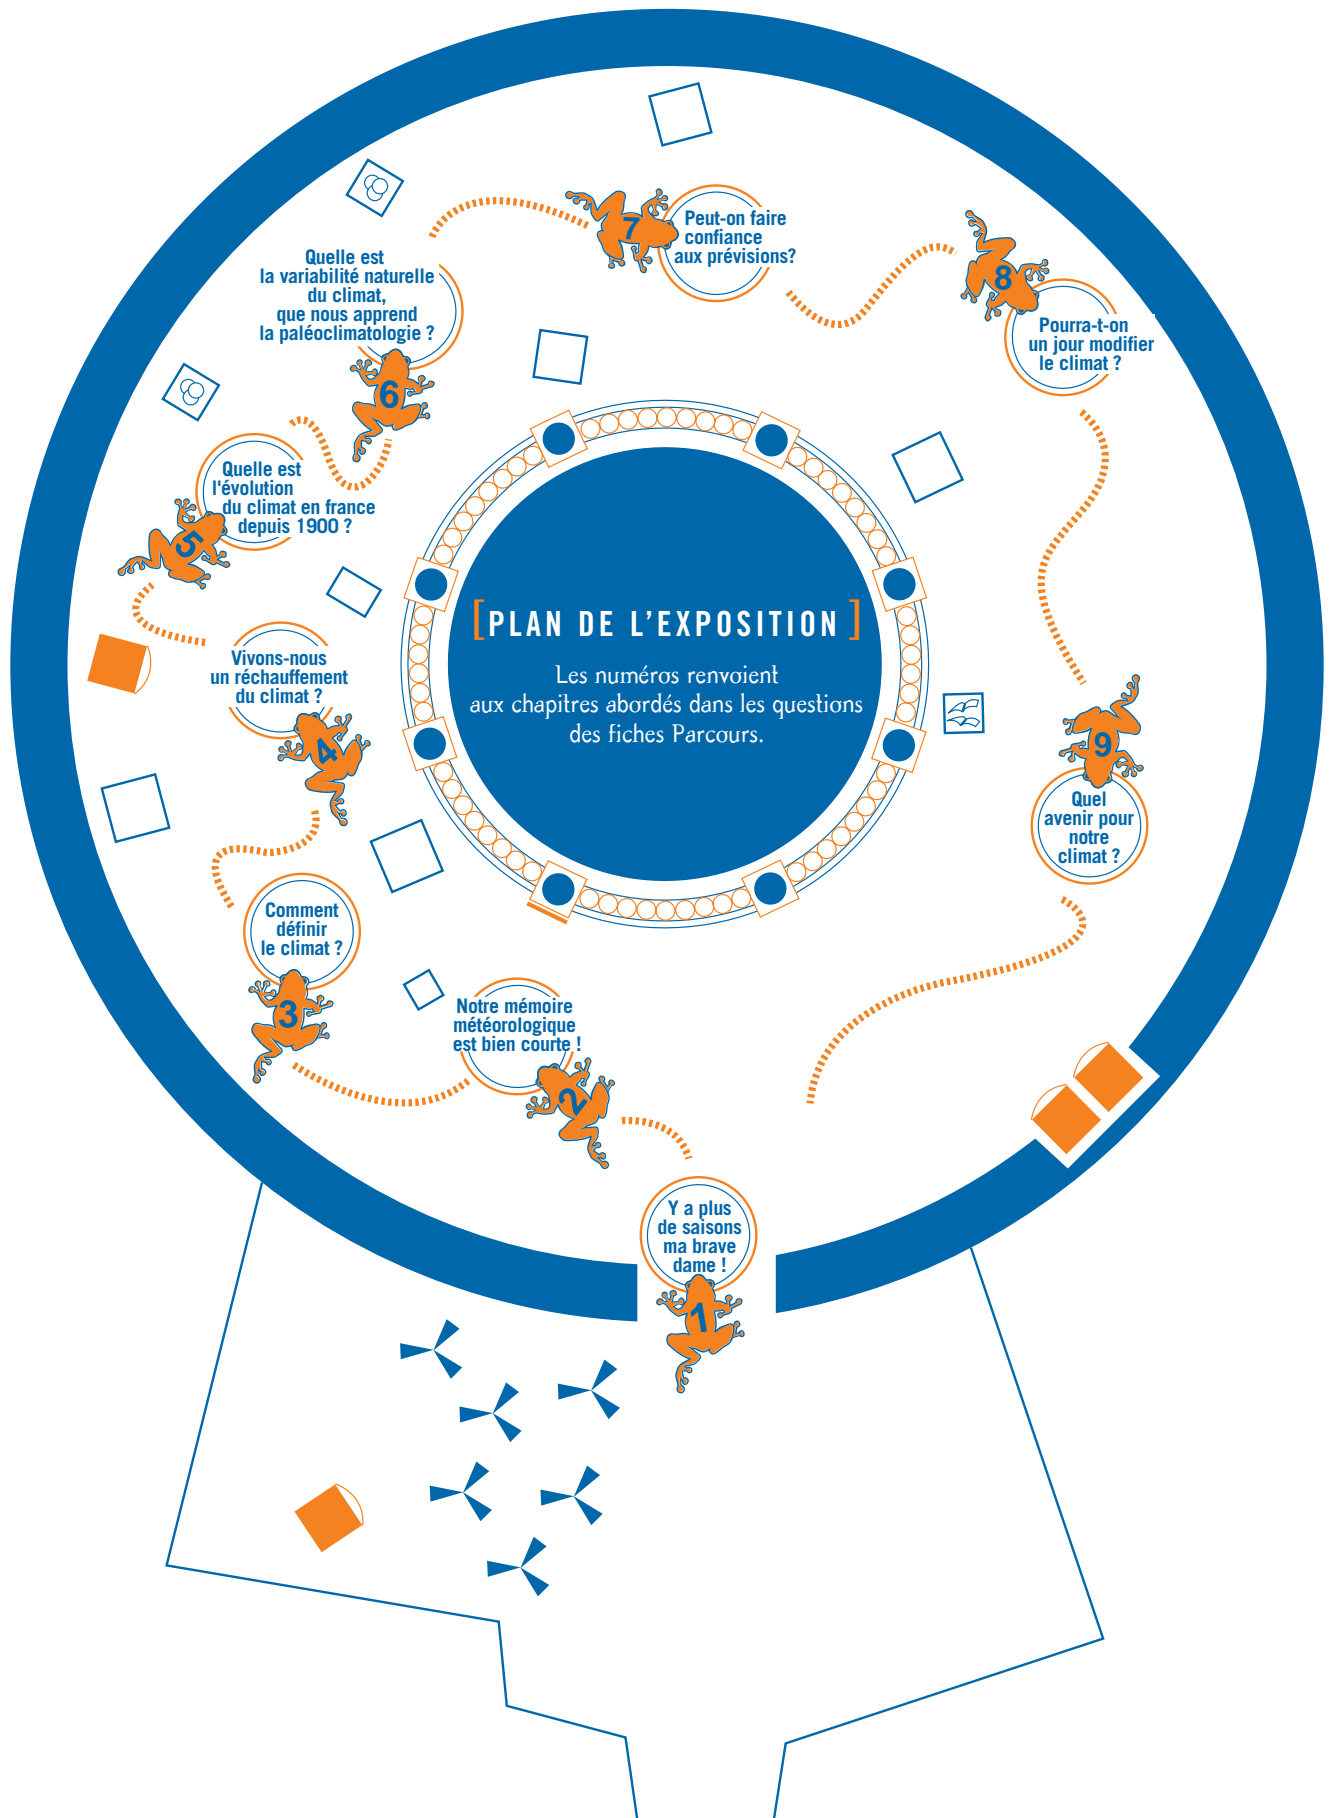 [PLAN DE L’EXPOSITION]
Les numéros renvoient
aux chapitres abordés dans les questions
des fiches Parcours.
1
Y a plus
de saisons
ma brave
dame !
2
Notre mémoire
météorologique
est bien courte !
3
Comment
définir
le climat ?
4
Vivons-nous
un réchauffement
du climat ?
5
Quelle est
l'évolution
du climat en france
depuis 1900 ?
6
Quelle est
la variabilité naturelle
du climat,
que nous apprend
la paléoclimatologie ?
7
Peut-on faire
confiance
aux prévisions?
8
Pourra-t-on
un jour modifier
le climat ?
9
Quel
avenir pour
notre
climat ?